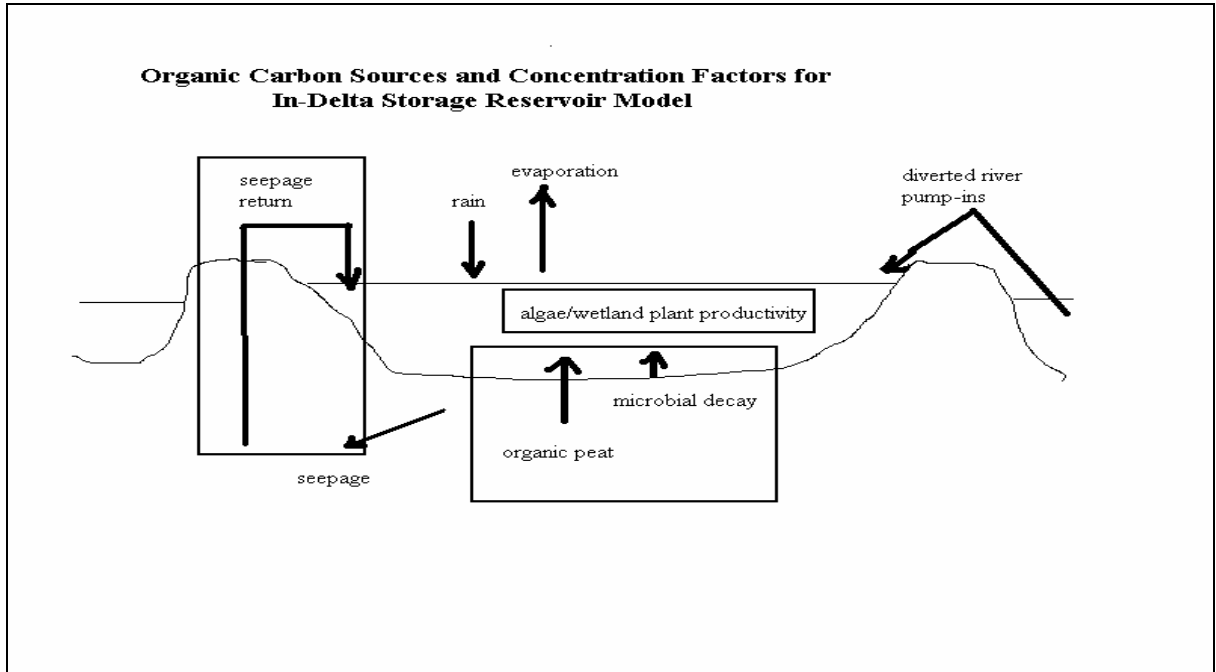 Organic Carbon Sources and Concentration Factors for
In-Delta Storage Reservoir Model
seepage
return
rain
evaporation
diverted river
pump-ins
algae/wetland plant productivity
microbial decay
organic peat
seepage